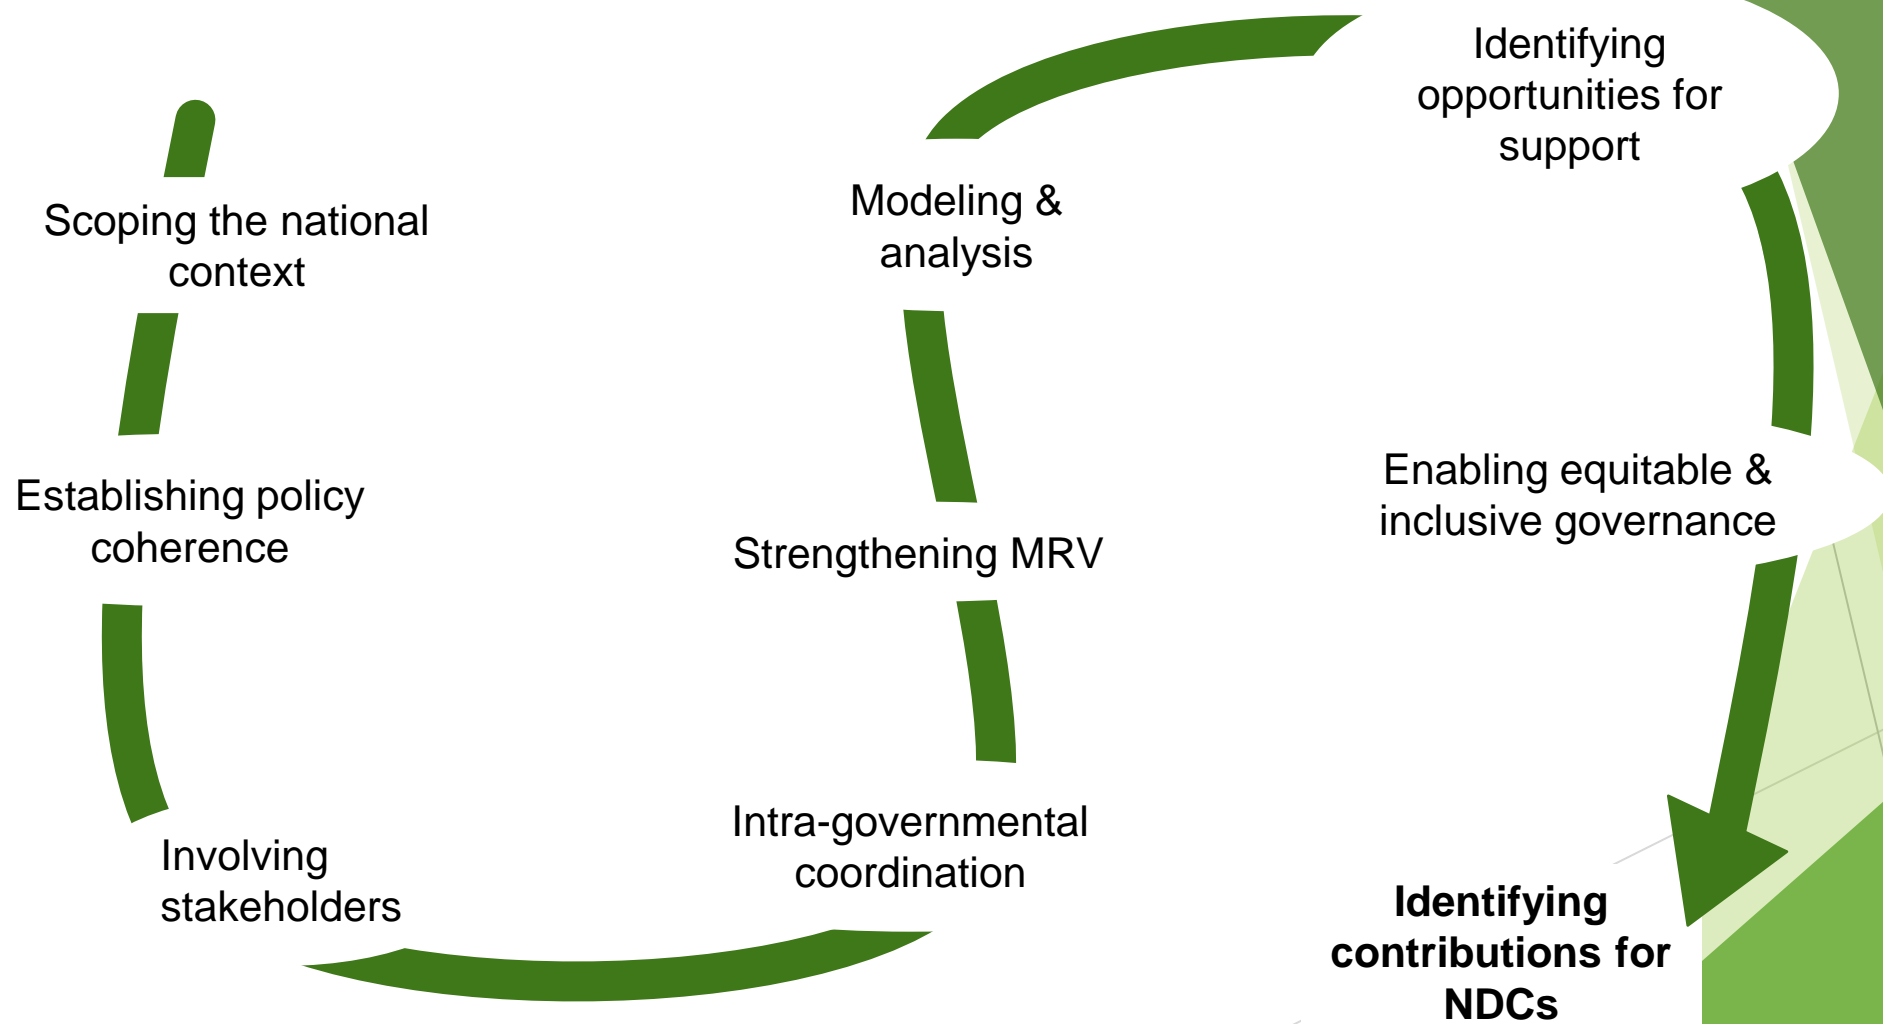 Scoping the national
context
Establishing policy
coherence
Involving
stakeholders
Intra-governmental
coordination
Strengthening MRV
Modeling &
analysis
Identifying
opportunities for
support
Enabling equitable &
inclusive governance
Identifying
contributions for
NDCs